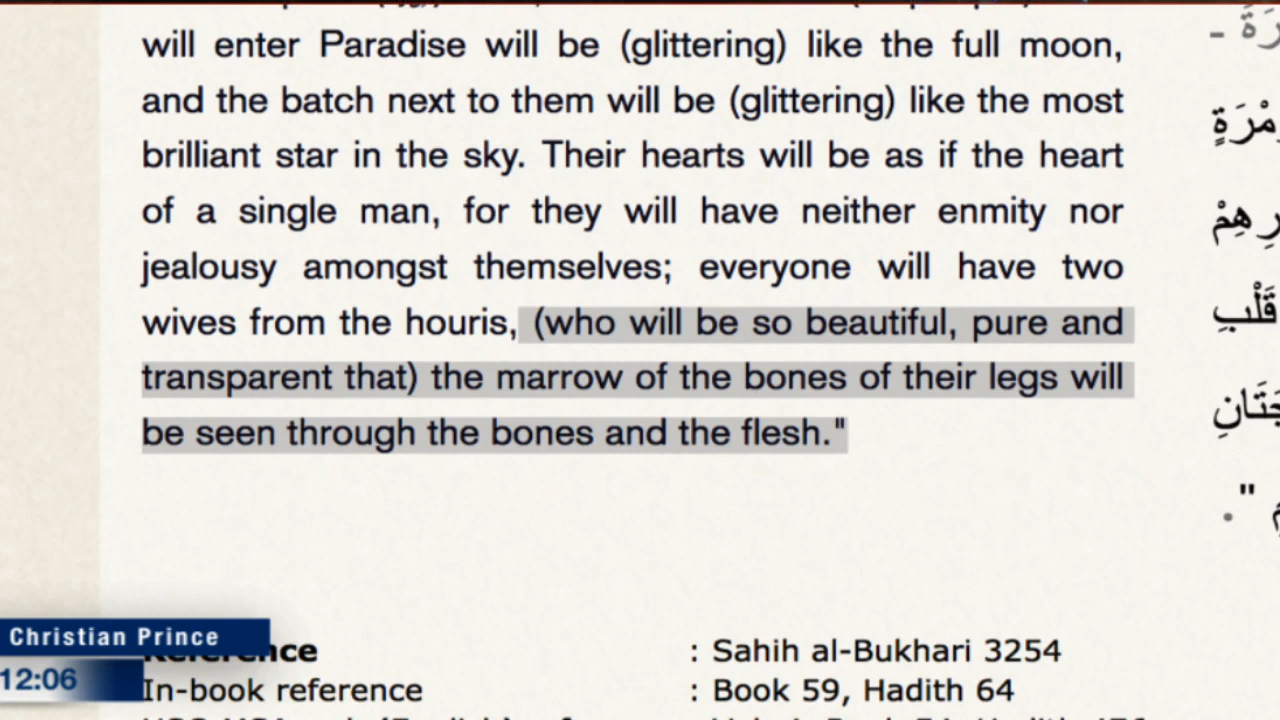 will enter Paradise will be (glittering) like the full moon,
and the batch next to them will be (glittering) like the most
brilliant star in the sky. Their hearts will be as if the heart
of a single man, for they will have neither enmity nor
jealousy amongst themselves; everyone will have two
wives from the houris, (who will be so beautiful, pure and
transparent that) the marrow of the bones of their legs will
be seen through the bones and the flesh."
قَلْبِ
Christian Prince
12:06
Reference : Sahih al-Bukhari 3254
In-book reference : Book 59, Hadith 64